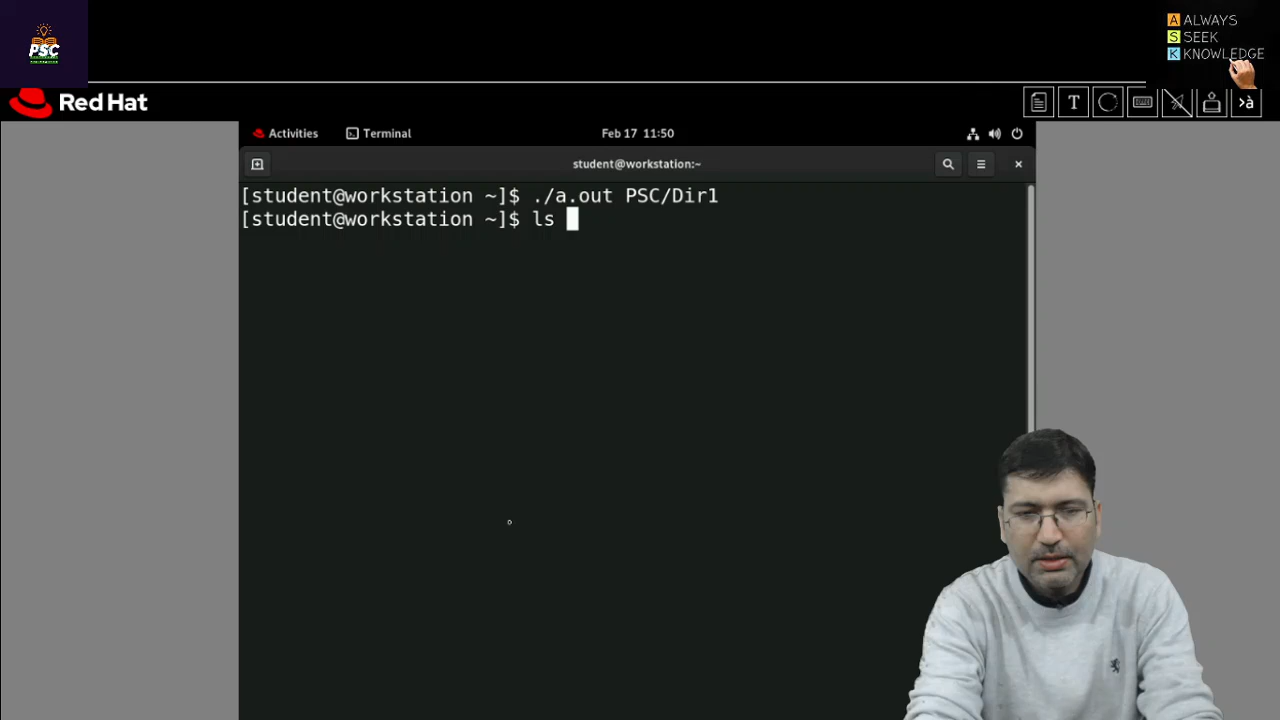 PSC
A ALWAYS
S SEEK
K KNOWLEDGE
Red Hat
T
›à
Activities
Terminal
Feb 17 11:50
student@workstation:~
[student@workstation ~]$ ./a.out PSC/Dir1
[student@workstation ~]$ ls